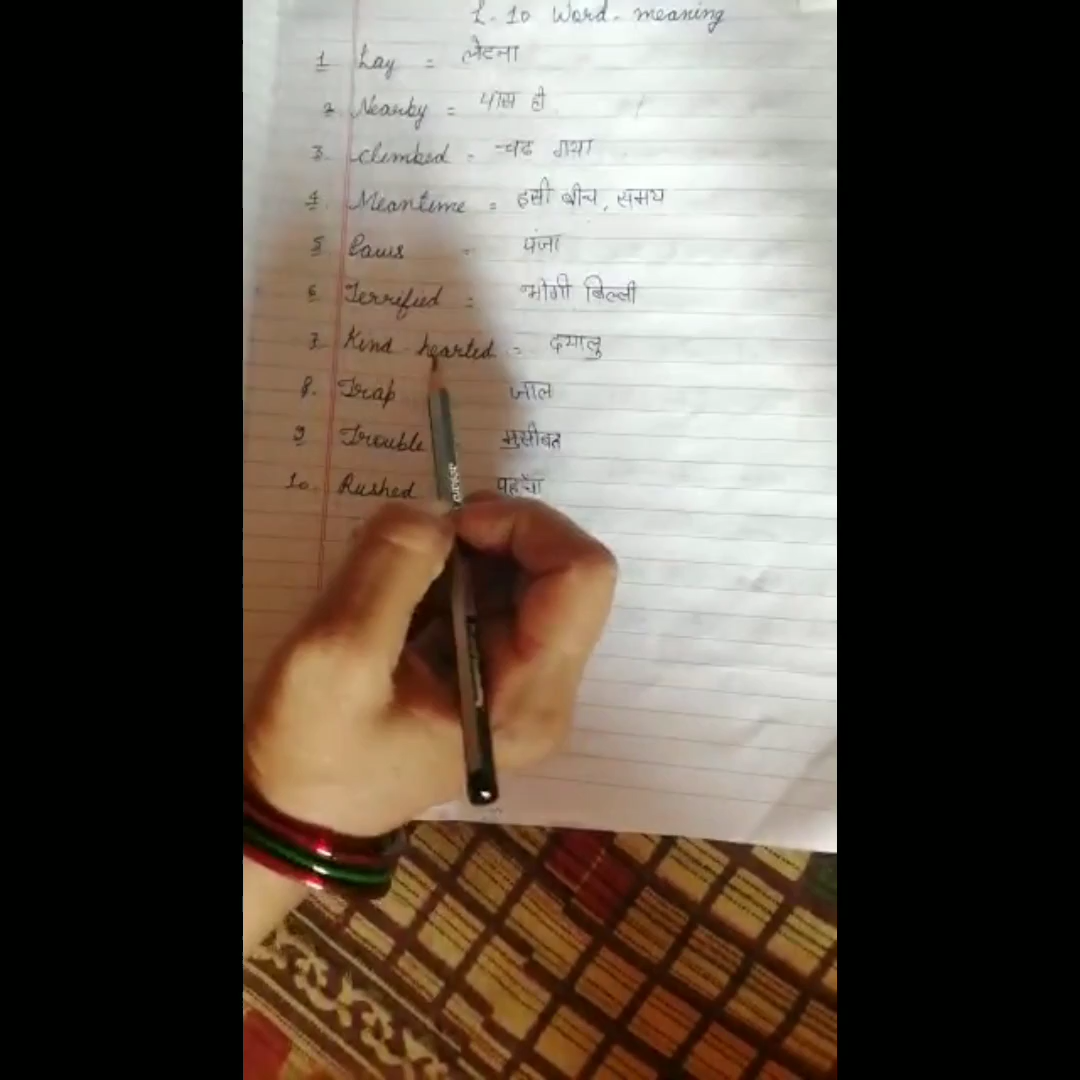 L. 10 Word - meaning
1 Lay = लेटना
2 Nearby = पास ही
3. Climbed = चढ गया
4. Meantime = इसी बीच, समय
5 Paws = पंजा
6 Terrified = भीगी बिल्ली
7. Kind hearted = दयालु
8. Trap जाल
9 Trouble मुसीबत
10. Rushed पहुँचा